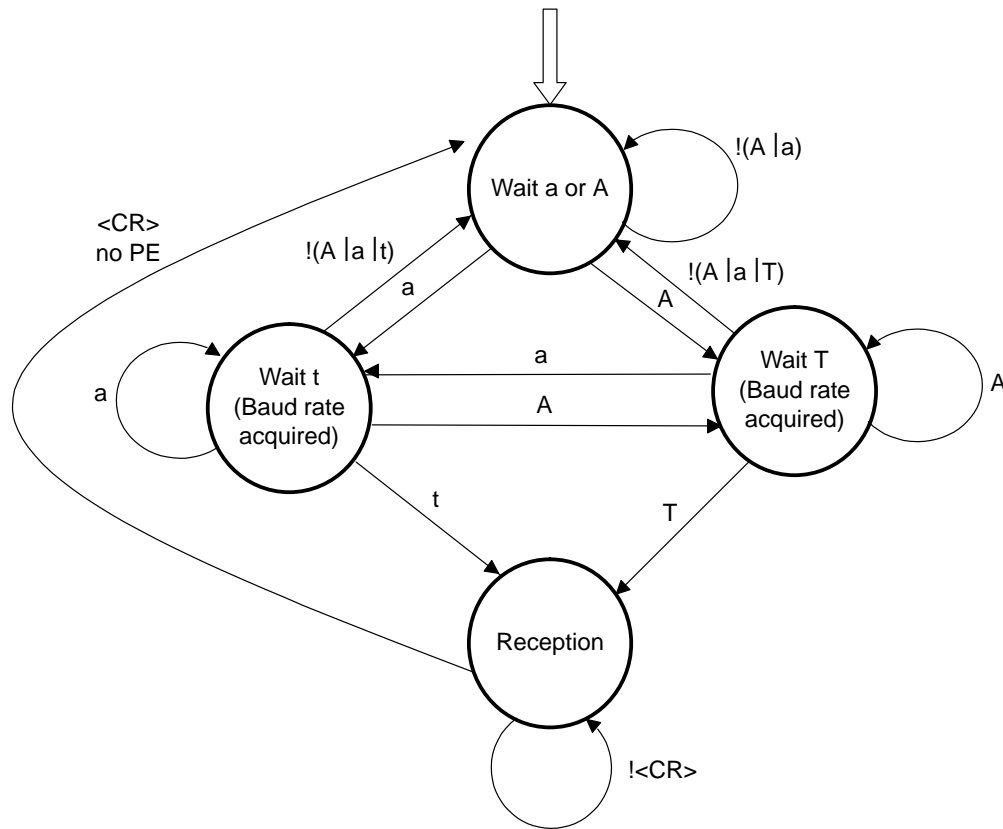 Wait a or A
!(A | a)
<CR>
no PE
!(A | a | t)
a
A
!(A | a | T)
Wait t
(Baud rate
acquired)
a
a
A
Wait T
(Baud rate
acquired)
A
t
T
Reception
!<CR>